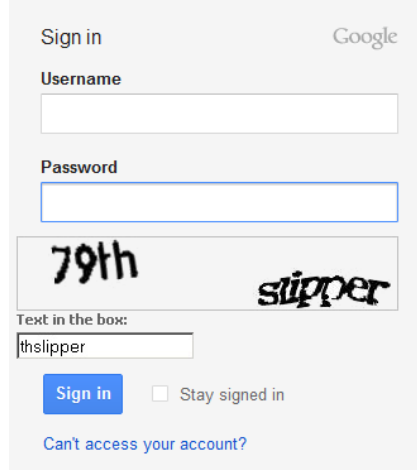 Sign in Google
Username
Password
79th slipper
Text in the box:
thslipper
Sign in Stay signed in
Can't access your account?